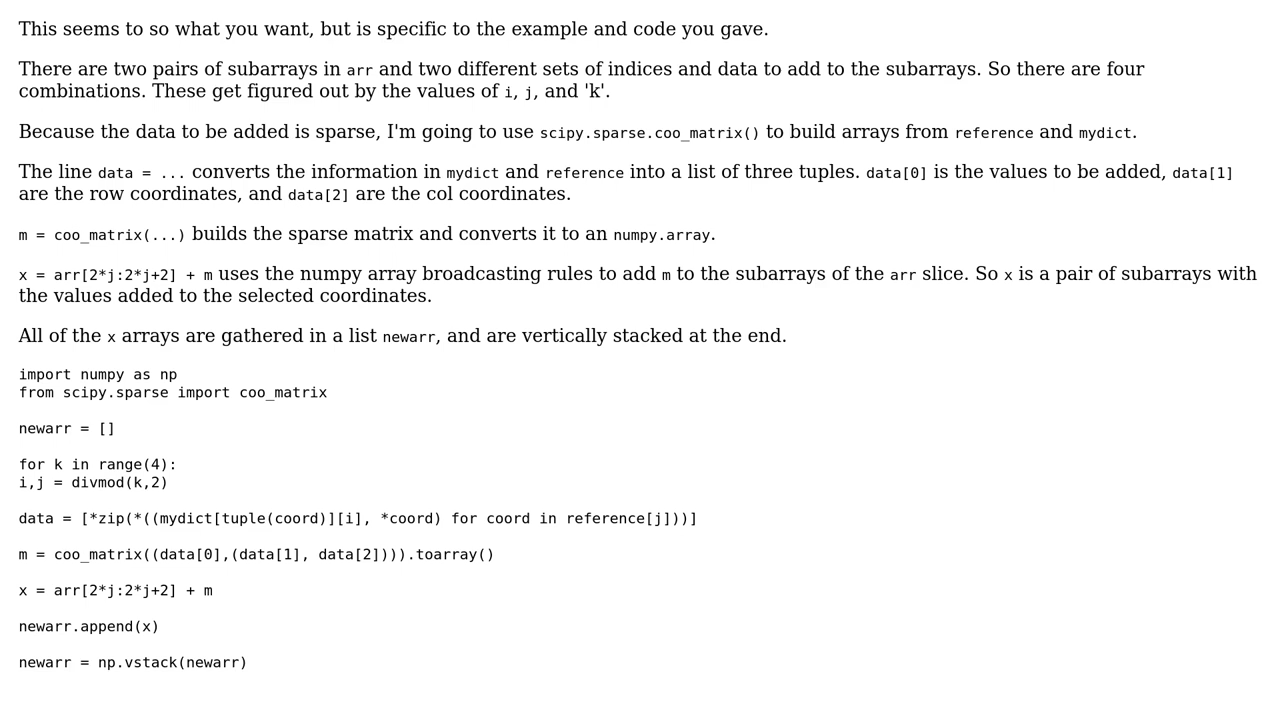 This seems to so what you want, but is specific to the example and code you gave.
There are two pairs of subarrays in arr and two different sets of indices and data to add to the subarrays. So there are four
combinations. These get figured out by the values of i, j, and 'k'.
Because the data to be added is sparse, I'm going to use scipy.sparse.coo_matrix() to build arrays from reference and mydict.
The line data = ... converts the information in mydict and reference into a list of three tuples. data[0] is the values to be added, data[1]
are the row coordinates, and data[2] are the col coordinates.
m = coo_matrix(...) builds the sparse matrix and converts it to an numpy.array.
x = arr[2*j:2*j+2] + m uses the numpy array broadcasting rules to add m to the subarrays of the arr slice. So x is a pair of subarrays with
the values added to the selected coordinates.
All of the x arrays are gathered in a list newarr, and are vertically stacked at the end.
import numpy as np
from scipy.sparse import coo_matrix
newarr = []
for k in range(4):
i,j = divmod(k,2)
data = [*zip(*((mydict[tuple(coord)][i], *coord) for coord in reference[j]))]
m = coo_matrix((data[0],(data[1], data[2]))).toarray()
x = arr[2*j:2*j+2] + m
newarr.append(x)
newarr = np.vstack(newarr)